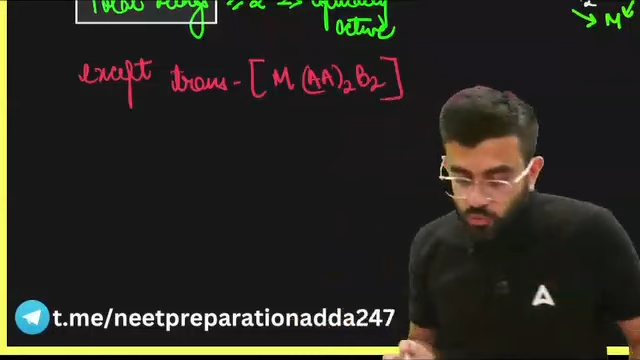 Total rings ≥ 2 → optically
active
M
except trans - [M(AA)₂B₂]
t.me/neetpreparationadda247